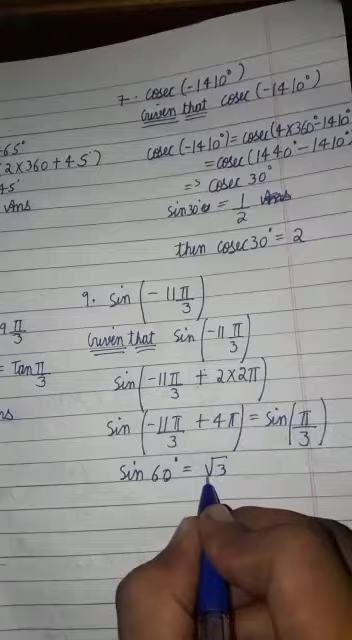 7. cosec (-1410°)
Given that cosec (-1410°)
cosec (-1410°) = cosec (4×360°-1410°
= cosec (1440°-1410°)
=> cosec 30°
sin 30° = 1/2 Ans
then cosec 30° = 2
65°
(2×360+45)
45°
Ans
9. sin (-11π/3)
Given that sin (-11π/3)
sin (-11π/3 + 2×2π)
sin (-11π/3 + 4π) = sin (π/3)
sin 60° = √3
9π/3
= Tan π/3
ns